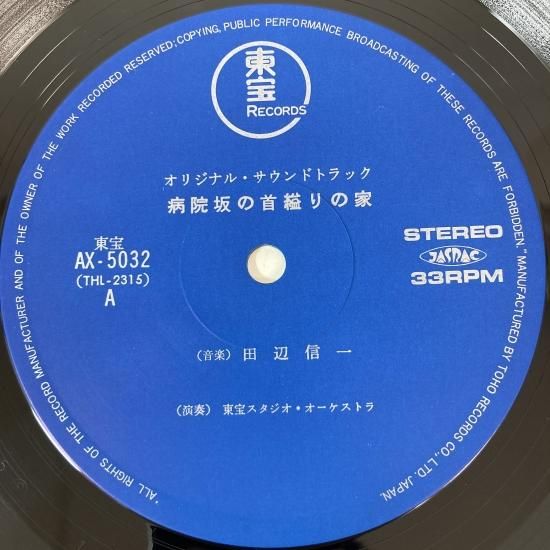 "ALL RIGHTS OF THE RECORD MANUFACTURER AND OF THE OWNER OF THE WORK RECORDED RESERVED; COPYING, PUBLIC PERFORMANCE BROADCASTING OF THESE RECORDS ARE FORBIDDEN." MANUFACTURED BY TOHO RECORDS CO., LTD. JAPAN.
東宝
RECORDS
オリジナル・サウンドトラック
病院坂の首縊りの家
東宝
AX-5032
(THL-2315)
A
STEREO
JASRAC
33RPM
(音楽) 田辺信一
(演奏) 東宝スタジオ・オーケストラ